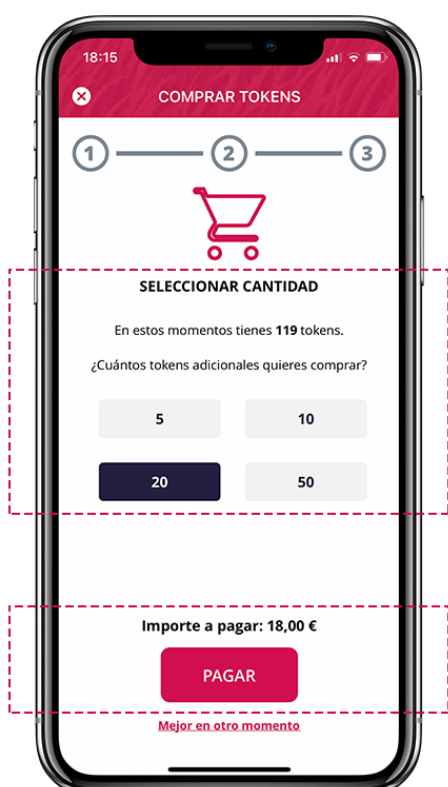 18:15
COMPRAR TOKENS
1 2 3
SELECCIONAR CANTIDAD
En estos momentos tienes 119 tokens.
¿Cuántos tokens adicionales quieres comprar?
5 10
20 50
Importe a pagar: 18,00 €
PAGAR
Mejor en otro momento